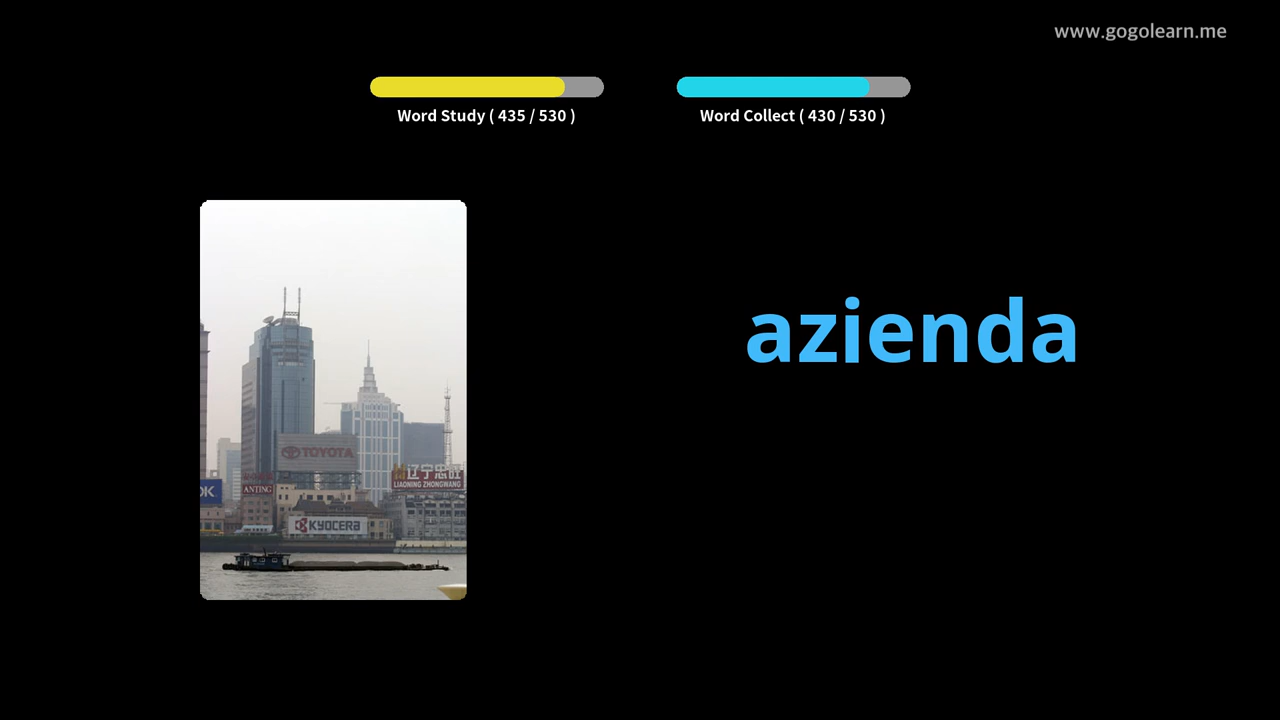 www.gogolearn.me
Word Study ( 435 / 530 )
Word Collect ( 430 / 530 )
azienda
TOYOTA
辽宁忠旺
LIAONING ZHONGWANG
ANTING
KYOCERA